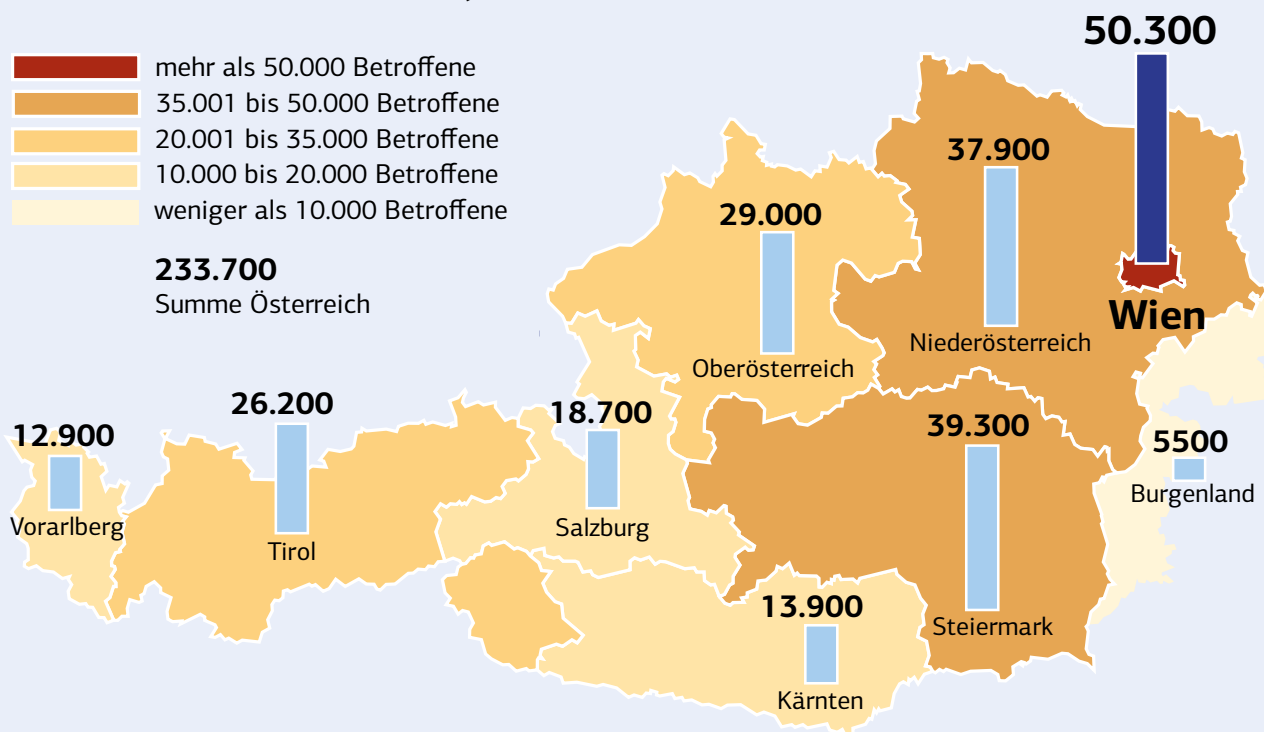 mehr als 50.000 Betroffene
35.001 bis 50.000 Betroffene
20.001 bis 35.000 Betroffene
10.000 bis 20.000 Betroffene
weniger als 10.000 Betroffene
233.700
Summe Österreich
50.300
Wien
37.900
Niederösterreich
29.000
Oberösterreich
12.900
Vorarlberg
26.200
Tirol
18.700
Salzburg
39.300
Steiermark
5500
Burgenland
13.900
Kärnten